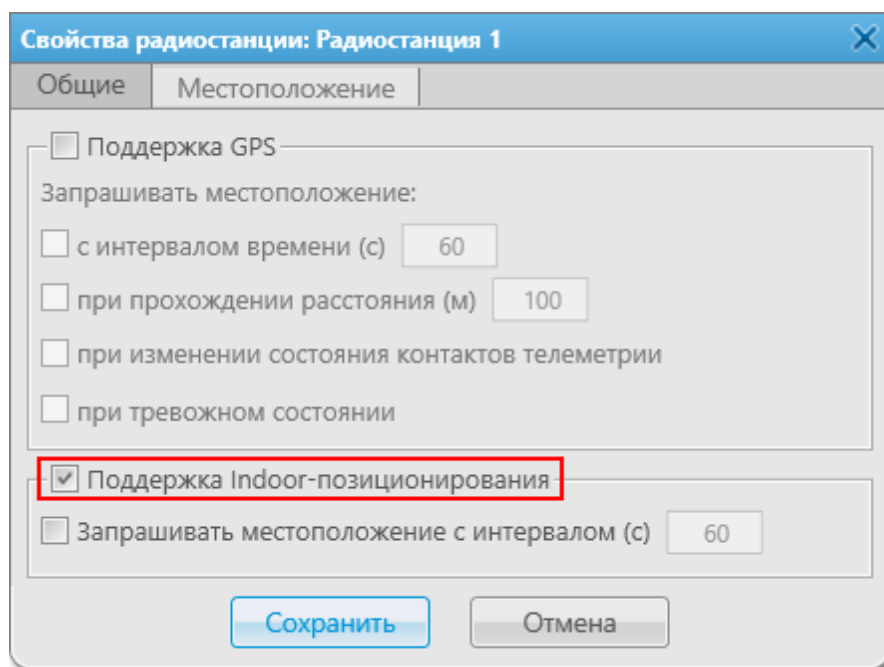 Свойства радиостанции: Радиостанция 1
Общие Местоположение
Поддержка GPS
Запрашивать местоположение:
с интервалом времени (с) 60
при прохождении расстояния (м) 100
при изменении состояния контактов телеметрии
при тревожном состоянии
Поддержка Indoor-позиционирования
Запрашивать местоположение с интервалом (с) 60
Сохранить Отмена